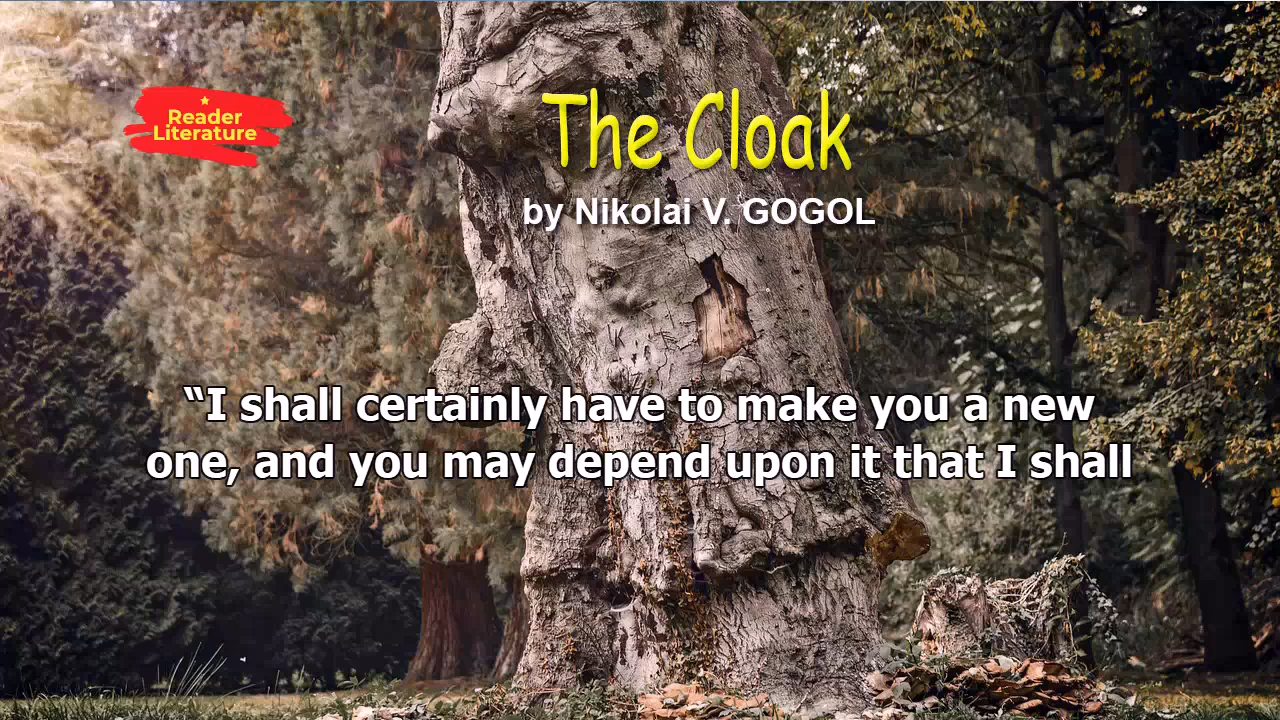 Reader
Literature
The Cloak
by Nikolai V. GOGOL
“I shall certainly have to make you a new
one, and you may depend upon it that I shall